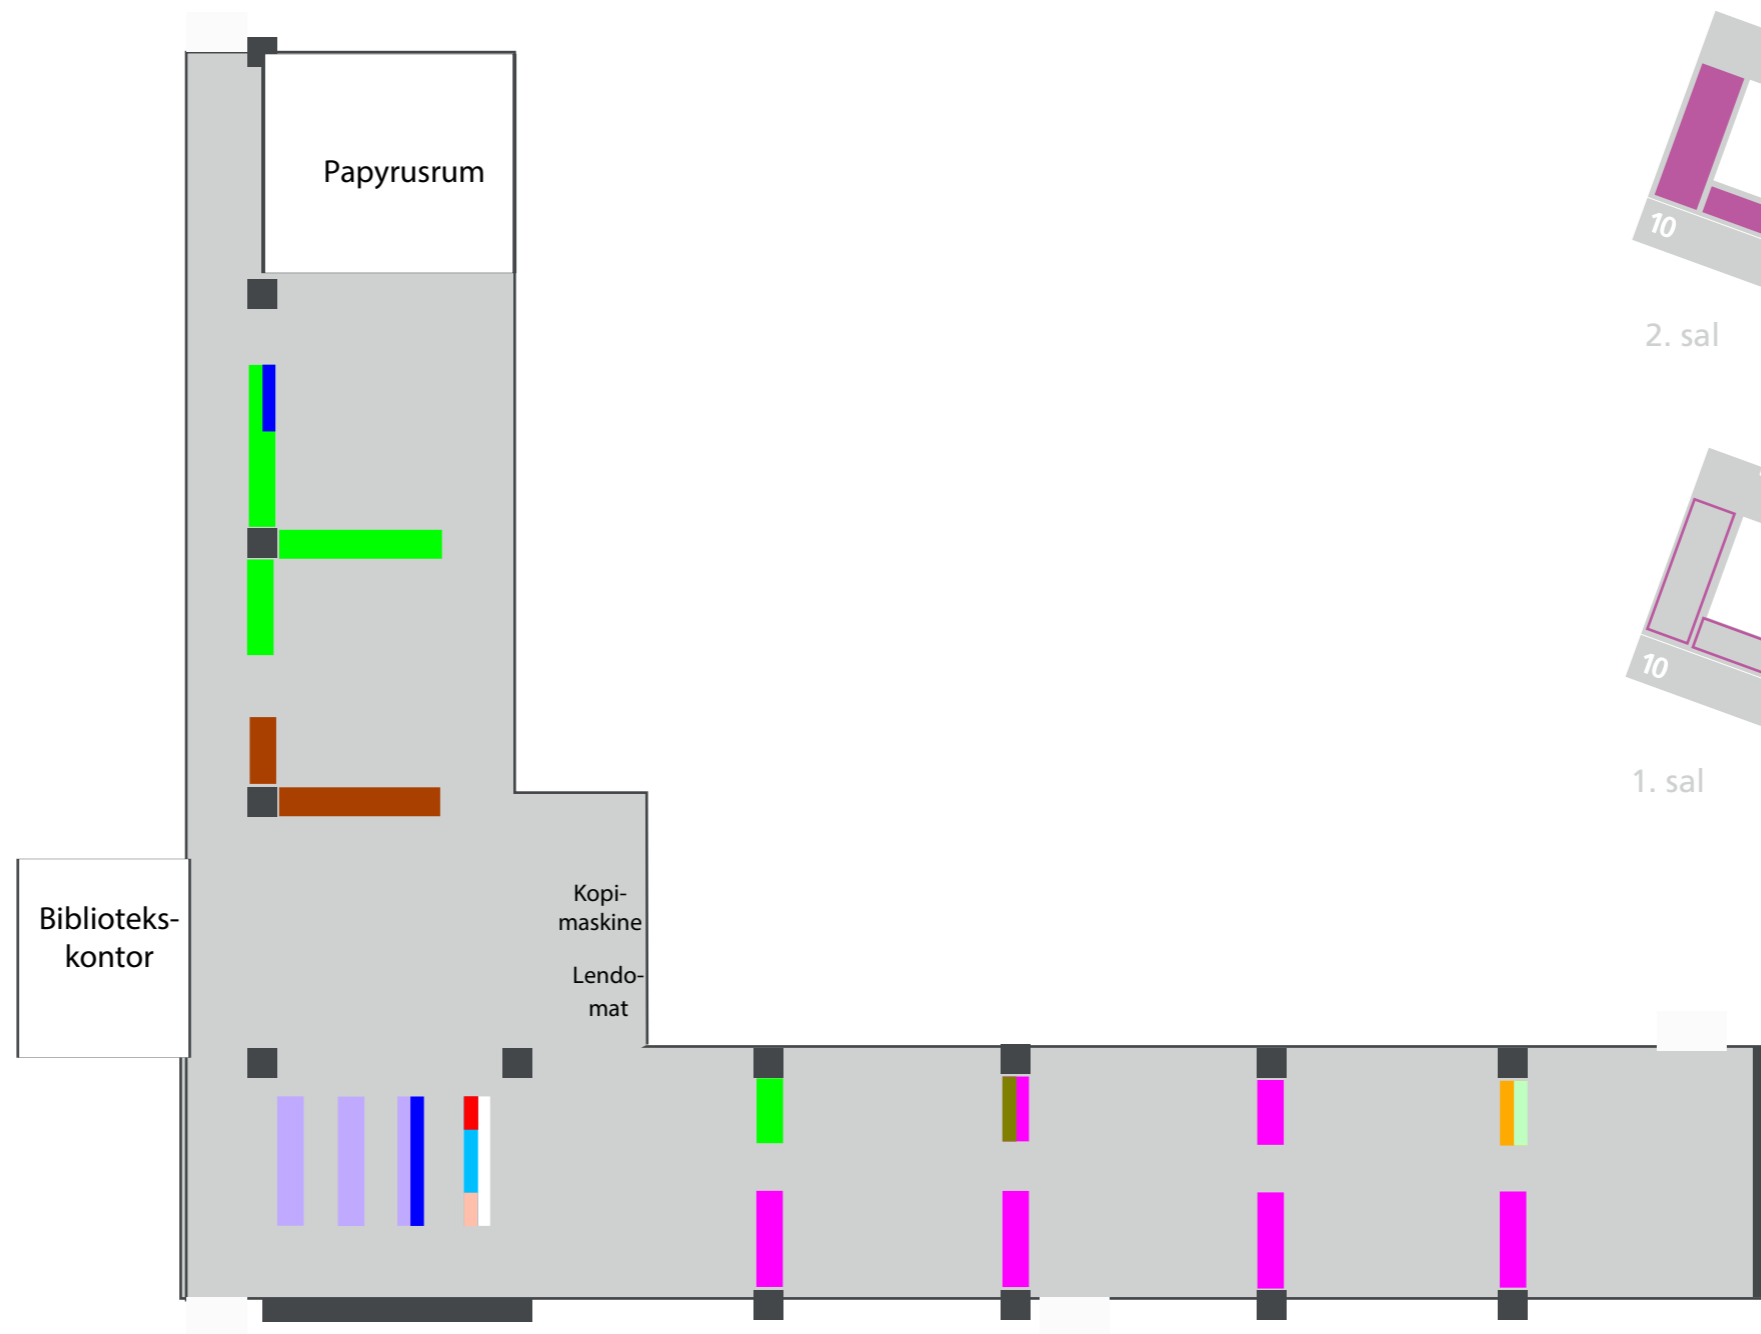 Papyrusrum
10
2. sal
10
1. sal
Biblioteks-
kontor
Kopi-
maskine
Lendo-
mat